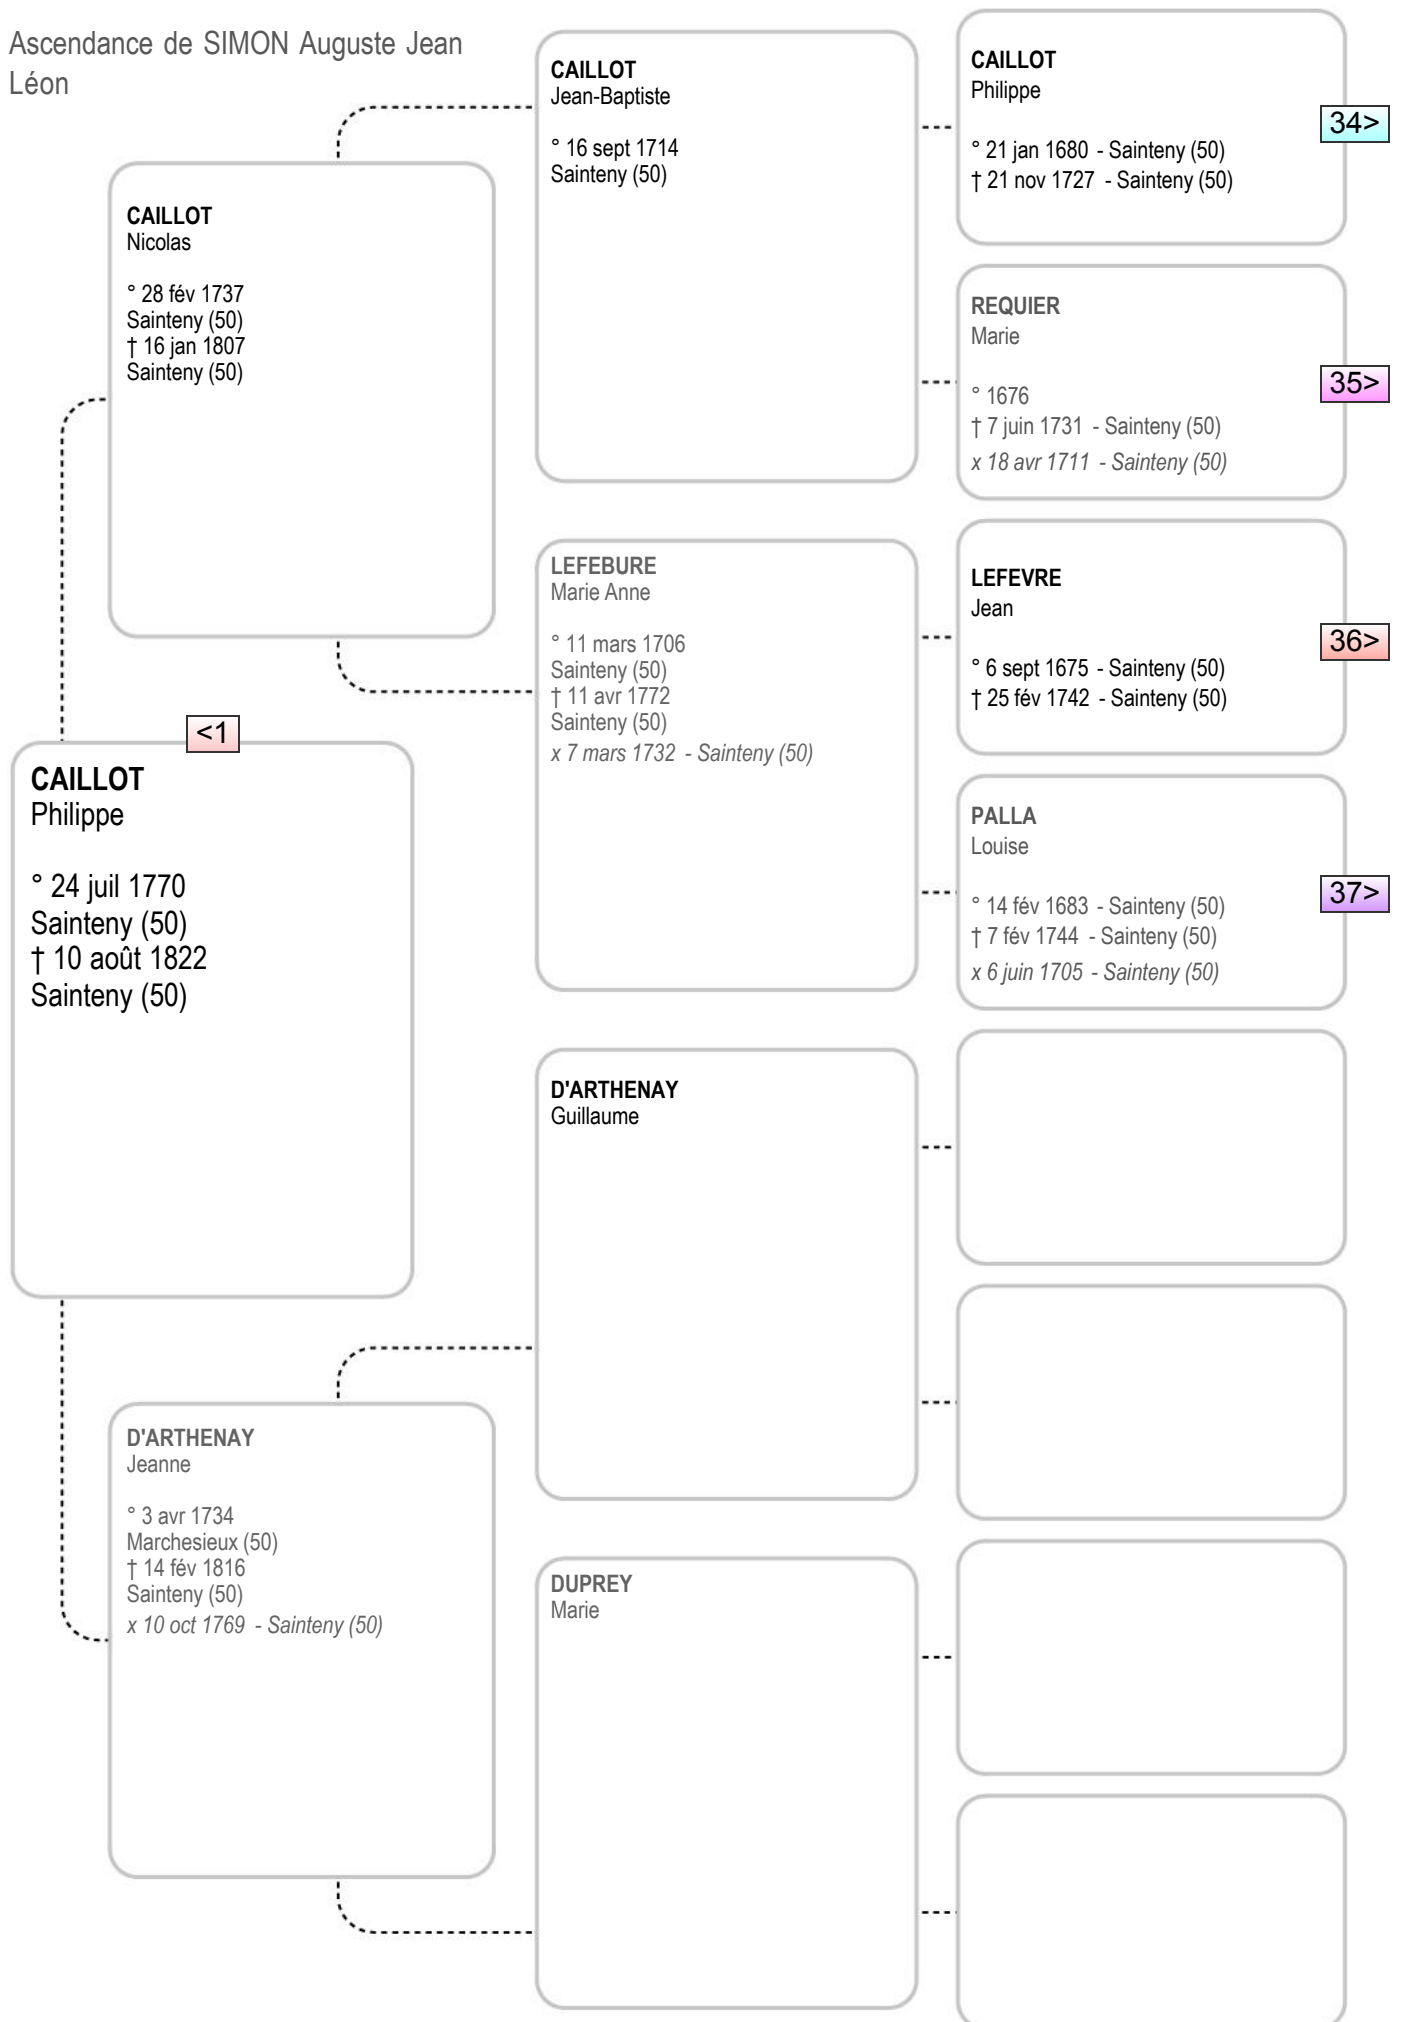 Ascendance de SIMON Auguste Jean
Léon
CAILLOT
Philippe
° 21 jan 1680 - Sainteny (50)
† 21 nov 1727 - Sainteny (50)
34>
CAILLOT
Jean-Baptiste
° 16 sept 1714
Sainteny (50)
CAILLOT
Nicolas
° 28 fév 1737
Sainteny (50)
† 16 jan 1807
Sainteny (50)
REQUIER
Marie
° 1676
† 7 juin 1731 - Sainteny (50)
x 18 avr 1711 - Sainteny (50)
35>
LEFEBURE
Marie Anne
° 11 mars 1706
Sainteny (50)
† 11 avr 1772
Sainteny (50)
x 7 mars 1732 - Sainteny (50)
LEFEVRE
Jean
° 6 sept 1675 - Sainteny (50)
† 25 fév 1742 - Sainteny (50)
36>
<1
CAILLOT
Philippe
° 24 juil 1770
Sainteny (50)
† 10 août 1822
Sainteny (50)
PALLA
Louise
° 14 fév 1683 - Sainteny (50)
† 7 fév 1744 - Sainteny (50)
x 6 juin 1705 - Sainteny (50)
37>
D'ARTHENAY
Guillaume
D'ARTHENAY
Jeanne
° 3 avr 1734
Marchesieux (50)
† 14 fév 1816
Sainteny (50)
x 10 oct 1769 - Sainteny (50)
DUPREY
Marie